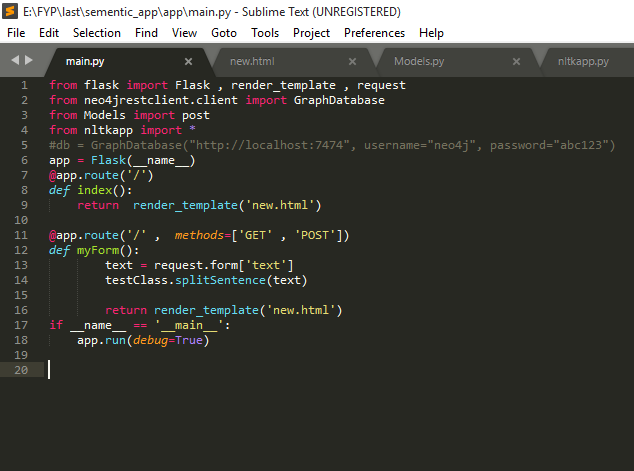 E:\FYP\last\sementic_app\app\main.py - Sublime Text (UNREGISTERED)
File Edit Selection Find View Goto Tools Project Preferences Help
main.py × new.html × Models.py × nitkapp.py
1 from flask import Flask , render_template , request
2 from neo4jrestclient.client import GraphDatabase
3 from Models import post
4 from nltkapp import *
5 #db = GraphDatabase("http://localhost:7474", username="neo4j", password="abc123")
6 app = Flask(__name__)
7 @app.route('/')
8 def index():
9     return  render_template('new.html')
10
11 @app.route('/' ,  methods=['GET' , 'POST'])
12 def myForm():
13         text = request.form['text']
14         testClass.splitSentence(text)
15
16         return render_template('new.html')
17 if __name__ == '__main__':
18     app.run(debug=True)
19
20